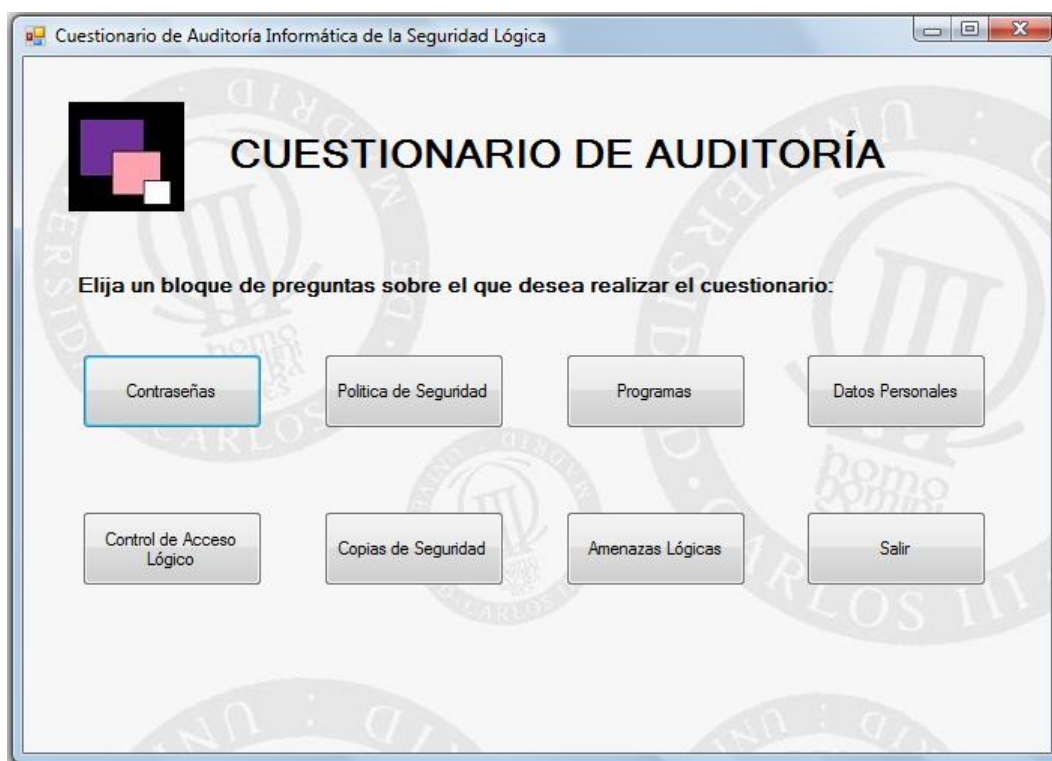 Cuestionario de Auditoría Informática de la Seguridad Lógica
CUESTIONARIO DE AUDITORÍA
Elija un bloque de preguntas sobre el que desea realizar el cuestionario:
Contraseñas
Politica de Seguridad
Programas
Datos Personales
Control de Acceso
Lógico
Copias de Seguridad
Amenazas Lógicas
Salir